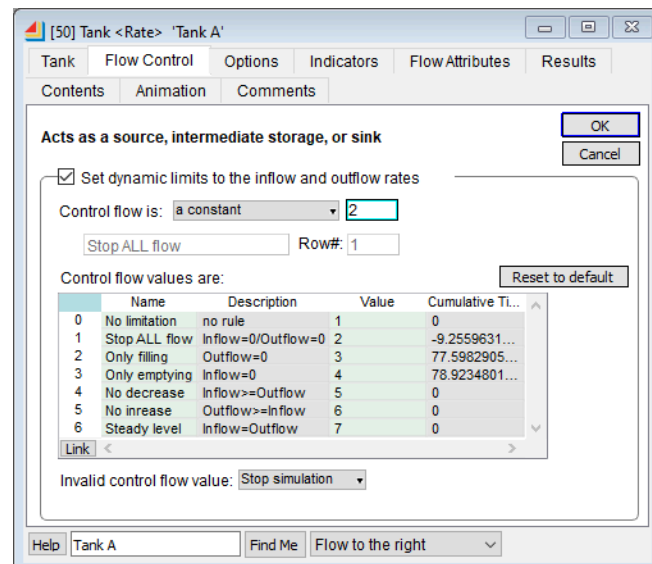 [50] Tank <Rate> 'Tank A'
Tank Flow Control Options Indicators Flow Attributes Results
Contents Animation Comments
OK
Acts as a source, intermediate storage, or sink
Cancel
Set dynamic limits to the inflow and outflow rates
Control flow is: a constant 2
Stop ALL flow Row#: 1
Control flow values are: Reset to default
Name Description Value Cumulative Ti...
0 No limitation no rule 1 0
1 Stop ALL flow Inflow=0/Outflow=0 2 -9.2559631...
2 Only filling Outflow=0 3 77.5982905...
3 Only emptying Inflow=0 4 78.9234801...
4 No decrease Inflow>=Outflow 5 0
5 No inrease Outflow>=Inflow 6 0
6 Steady level Inflow=Outflow 7 0
Link
Invalid control flow value: Stop simulation
Help Tank A Find Me Flow to the right